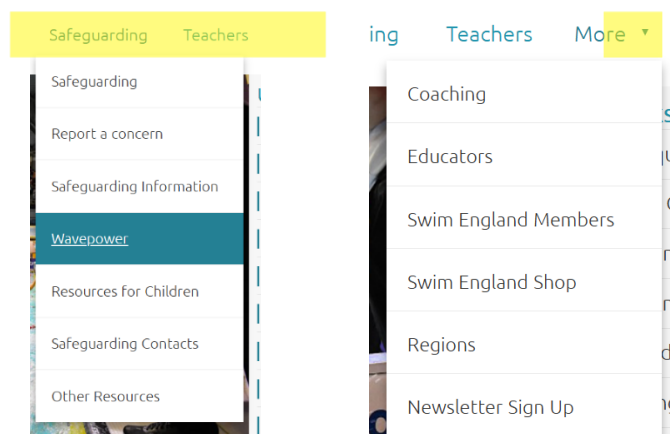 Safeguarding Teachers
Safeguarding
Report a concern
Safeguarding Information
Wavepower
Resources for Children
Safeguarding Contacts
Other Resources
ing Teachers More ▼
Coaching
Educators
Swim England Members
Swim England Shop
Regions
Newsletter Sign Up